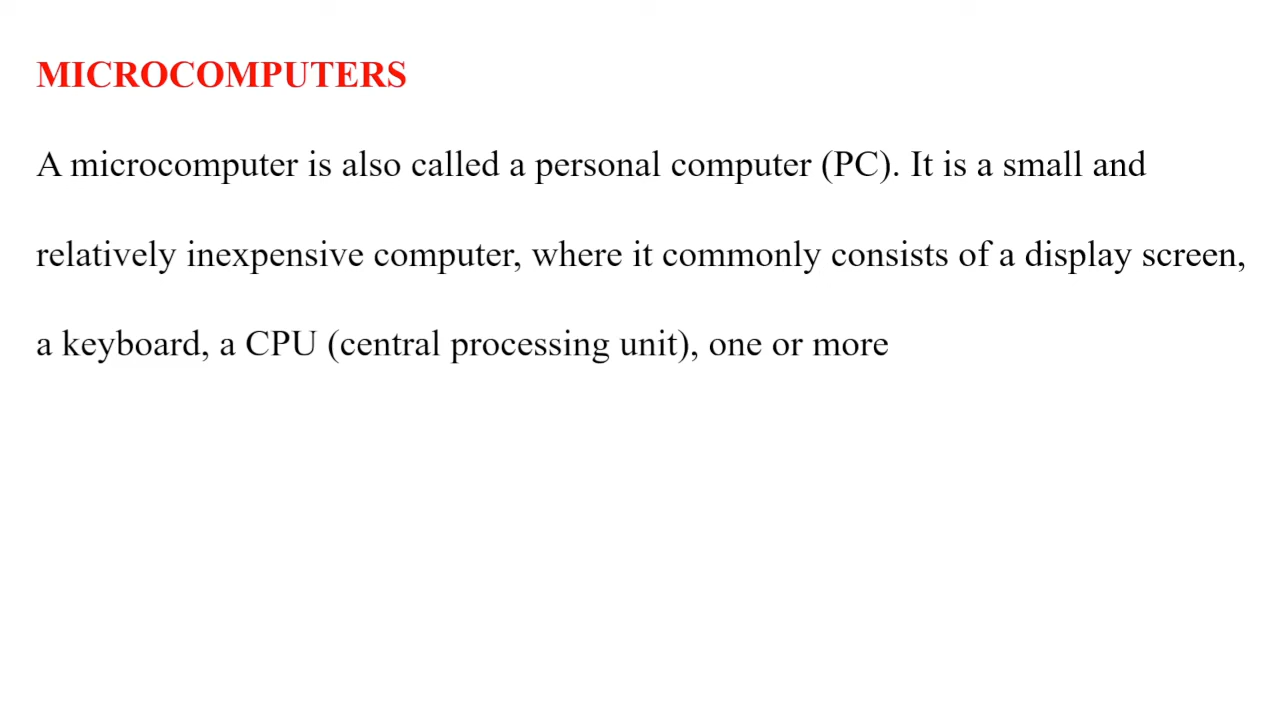 MICROCOMPUTERS
A microcomputer is also called a personal computer (PC). It is a small and
relatively inexpensive computer, where it commonly consists of a display screen,
a keyboard, a CPU (central processing unit), one or more